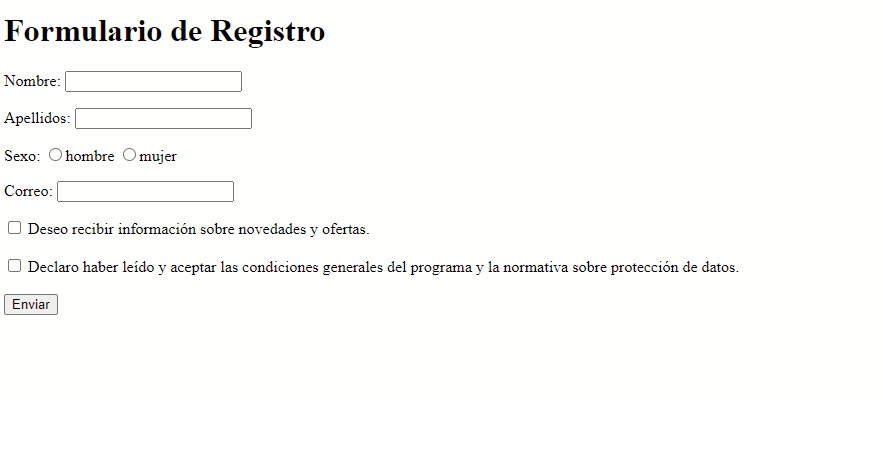 Formulario de Registro
Nombre:
Apellidos:
Sexo: hombre mujer
Correo:
Deseo recibir información sobre novedades y ofertas.
Declaro haber leído y aceptar las condiciones generales del programa y la normativa sobre protección de datos.
Enviar